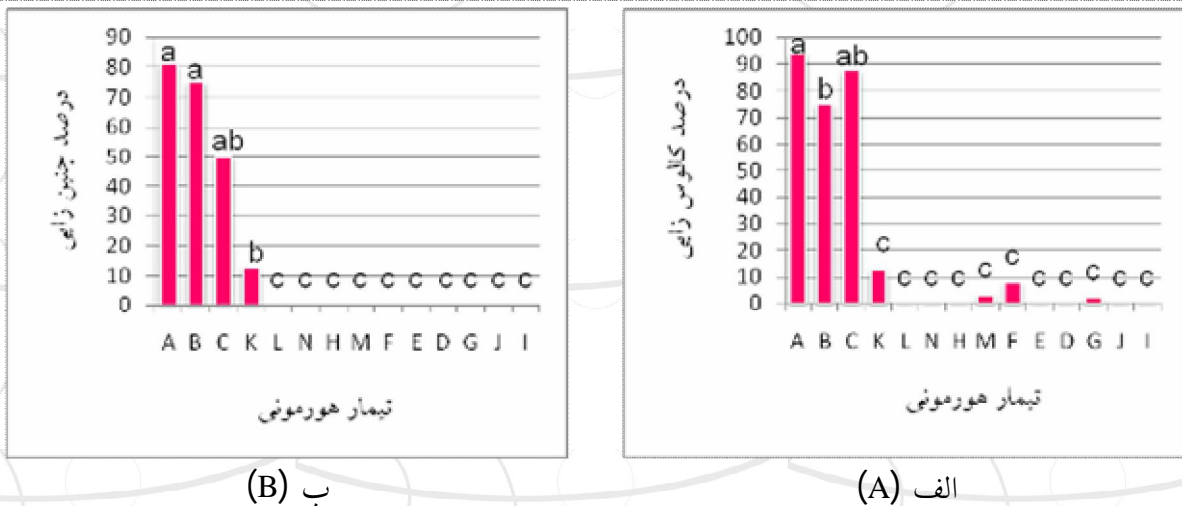 90
80
70
60
50
40
30
20
10
0
a
a
ab
b
c c c c c c c c c c
A B C K L N H M F E D G J I
درصد جنین زایی
تیمار هورمونی
ب (B)
100
90
80
70
60
50
40
30
20
10
0
a
b
ab
c
c c c c c c c c c c
A B C K L N H M F E D G J I
درصد کالوس زایی
تیمار هورمونی
الف (A)